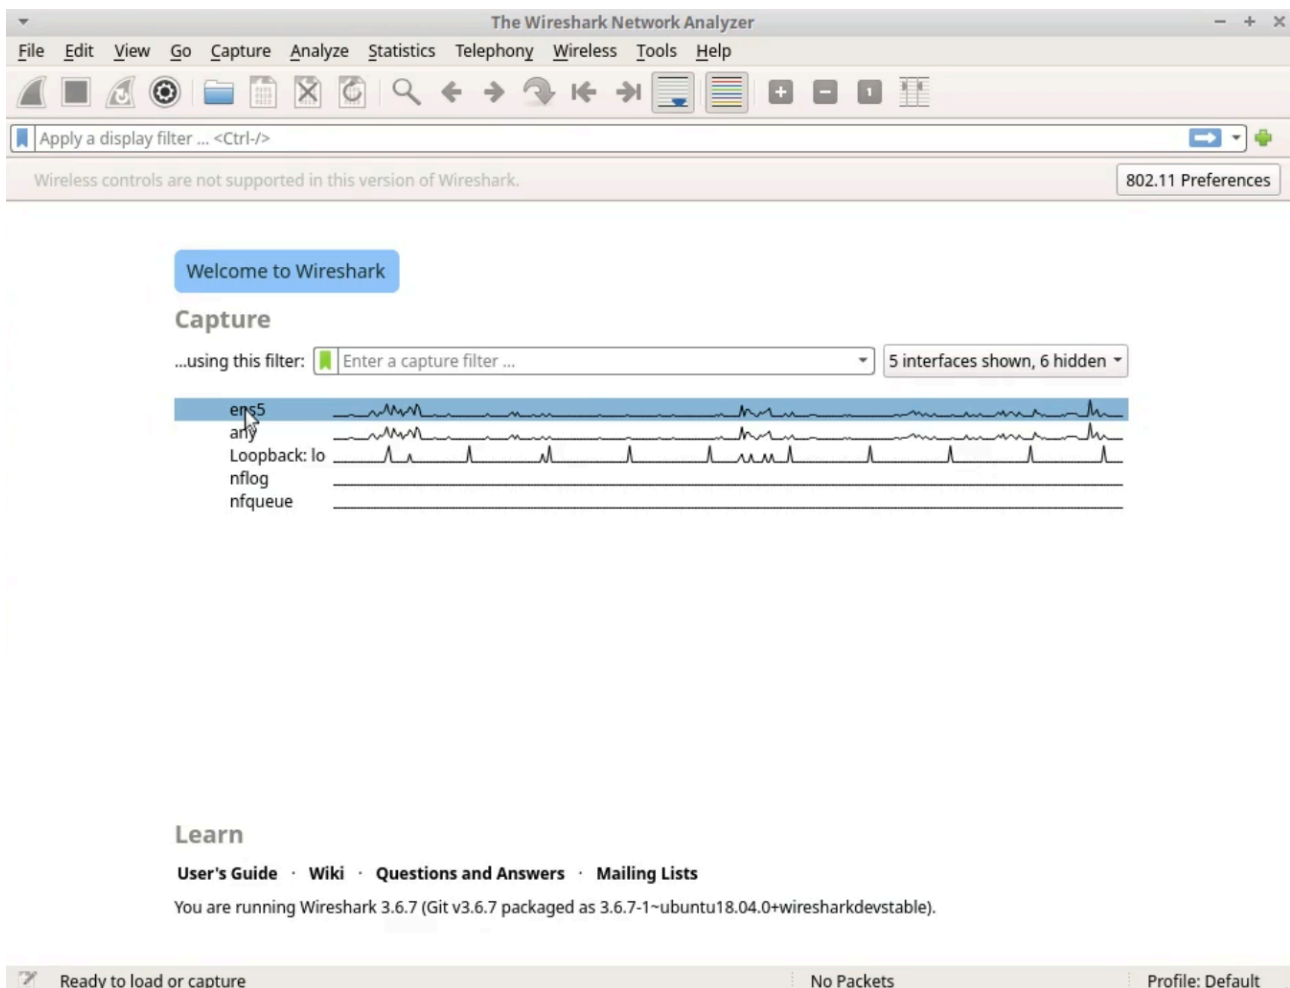 The Wireshark Network Analyzer
File Edit View Go Capture Analyze Statistics Telephony Wireless Tools Help
Apply a display filter ... <Ctrl-/>
Wireless controls are not supported in this version of Wireshark.
802.11 Preferences
Welcome to Wireshark
Capture
...using this filter: Enter a capture filter ... 5 interfaces shown, 6 hidden
ens5
any
Loopback: lo
nflog
nfqueue
Learn
User's Guide · Wiki · Questions and Answers · Mailing Lists
You are running Wireshark 3.6.7 (Git v3.6.7 packaged as 3.6.7-1~ubuntu18.04.0+wiresharkdevstable).
Ready to load or capture No Packets Profile: Default